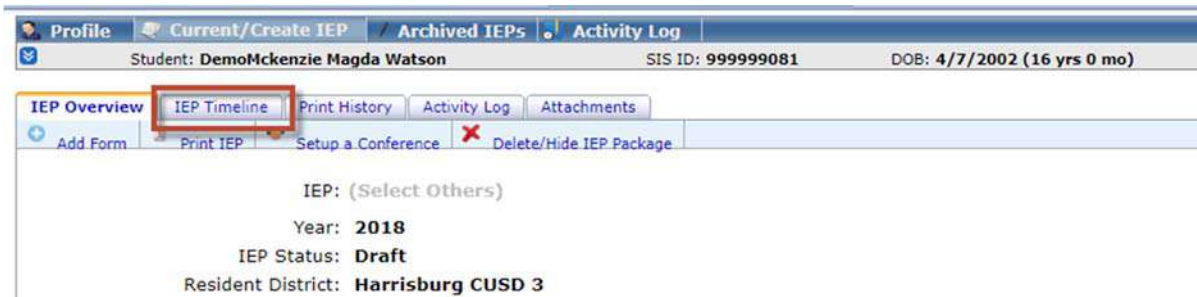 Profile Current/Create IEP Archived IEPs Activity Log
Student: DemoMckenzie Magda Watson SIS ID: 999999081 DOB: 4/7/2002 (16 yrs 0 mo)
IEP Overview IEP Timeline Print History Activity Log Attachments
Add Form Print IEP Setup a Conference Delete/Hide IEP Package
IEP: (Select Others)
Year: 2018
IEP Status: Draft
Resident District: Harrisburg CUSD 3